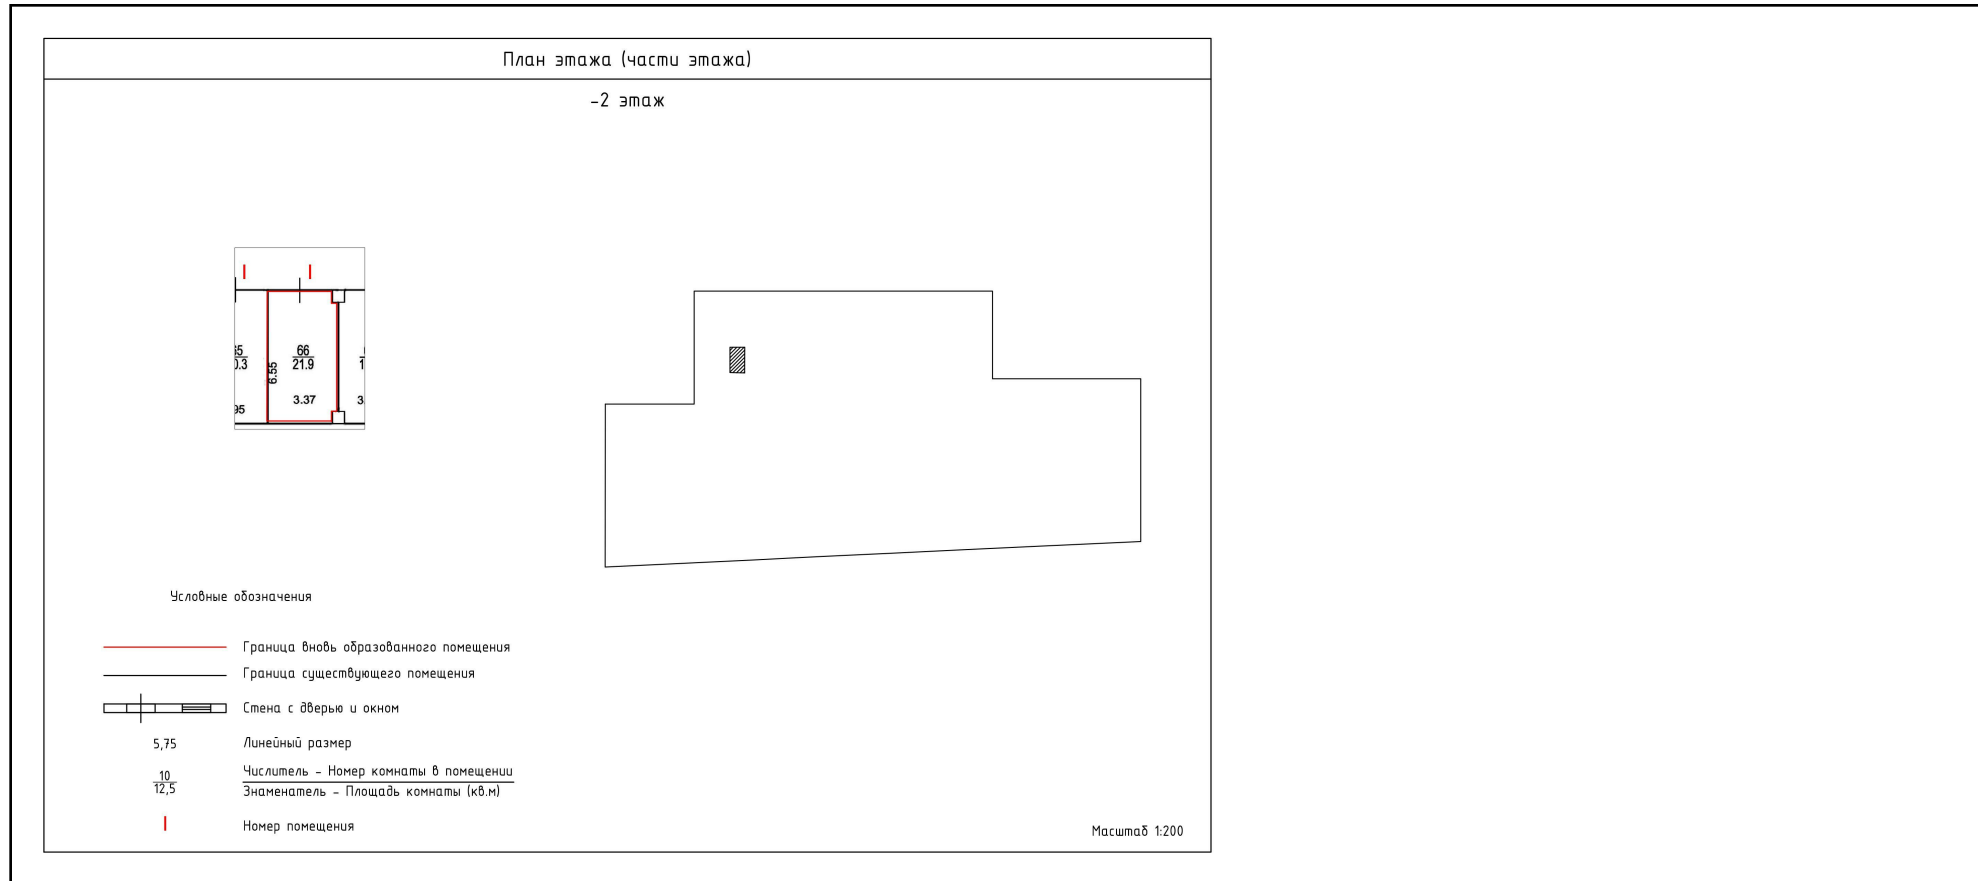 План этажа (части этажа)
-2 этаж
I I
66
21.9
6.55
3.37
95
Условные обозначения
Граница вновь образованного помещения
Граница существующего помещения
Стена с дверью и окном
5,75 Линейный размер
10 Числитель - Номер комнаты в помещении
12,5 Знаменатель - Площадь комнаты (кв.м)
I Номер помещения
Масштаб 1:200